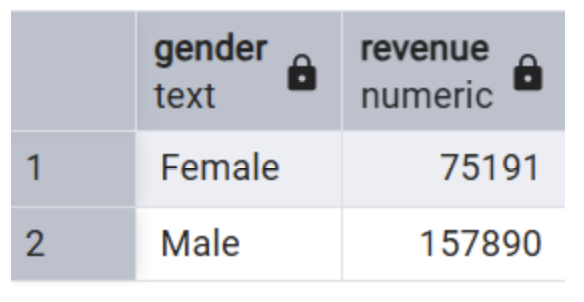 gender revenue
text numeric
1 Female 75191
2 Male 157890